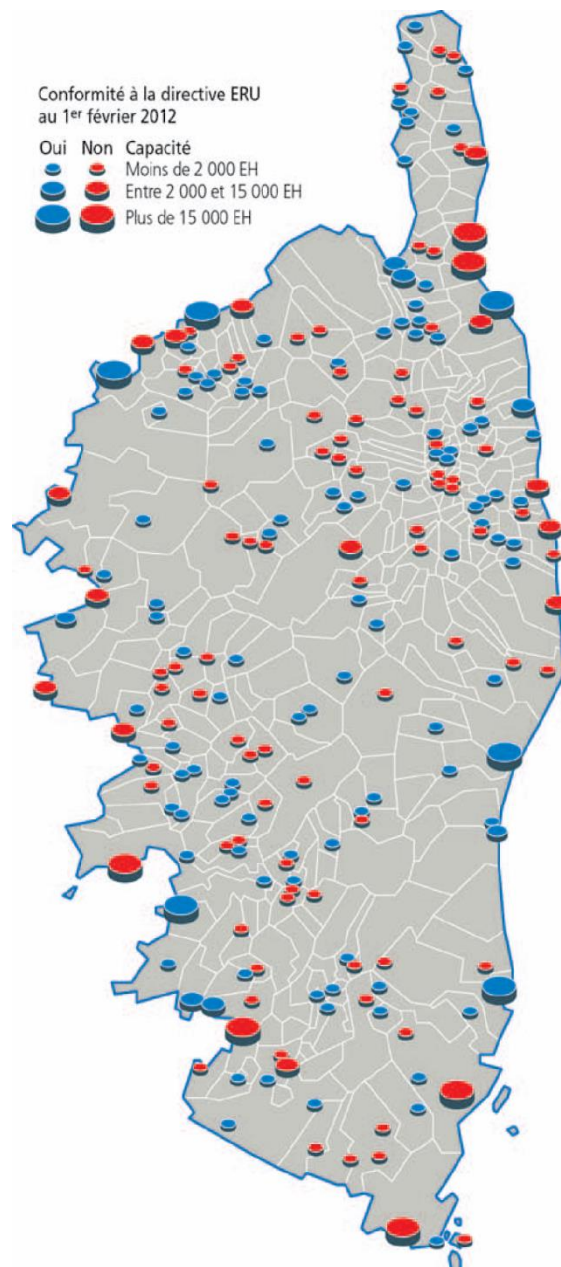 Conformité à la directive ERU
au 1er février 2012
Oui Non Capacité
Moins de 2 000 EH
Entre 2 000 et 15 000 EH
Plus de 15 000 EH